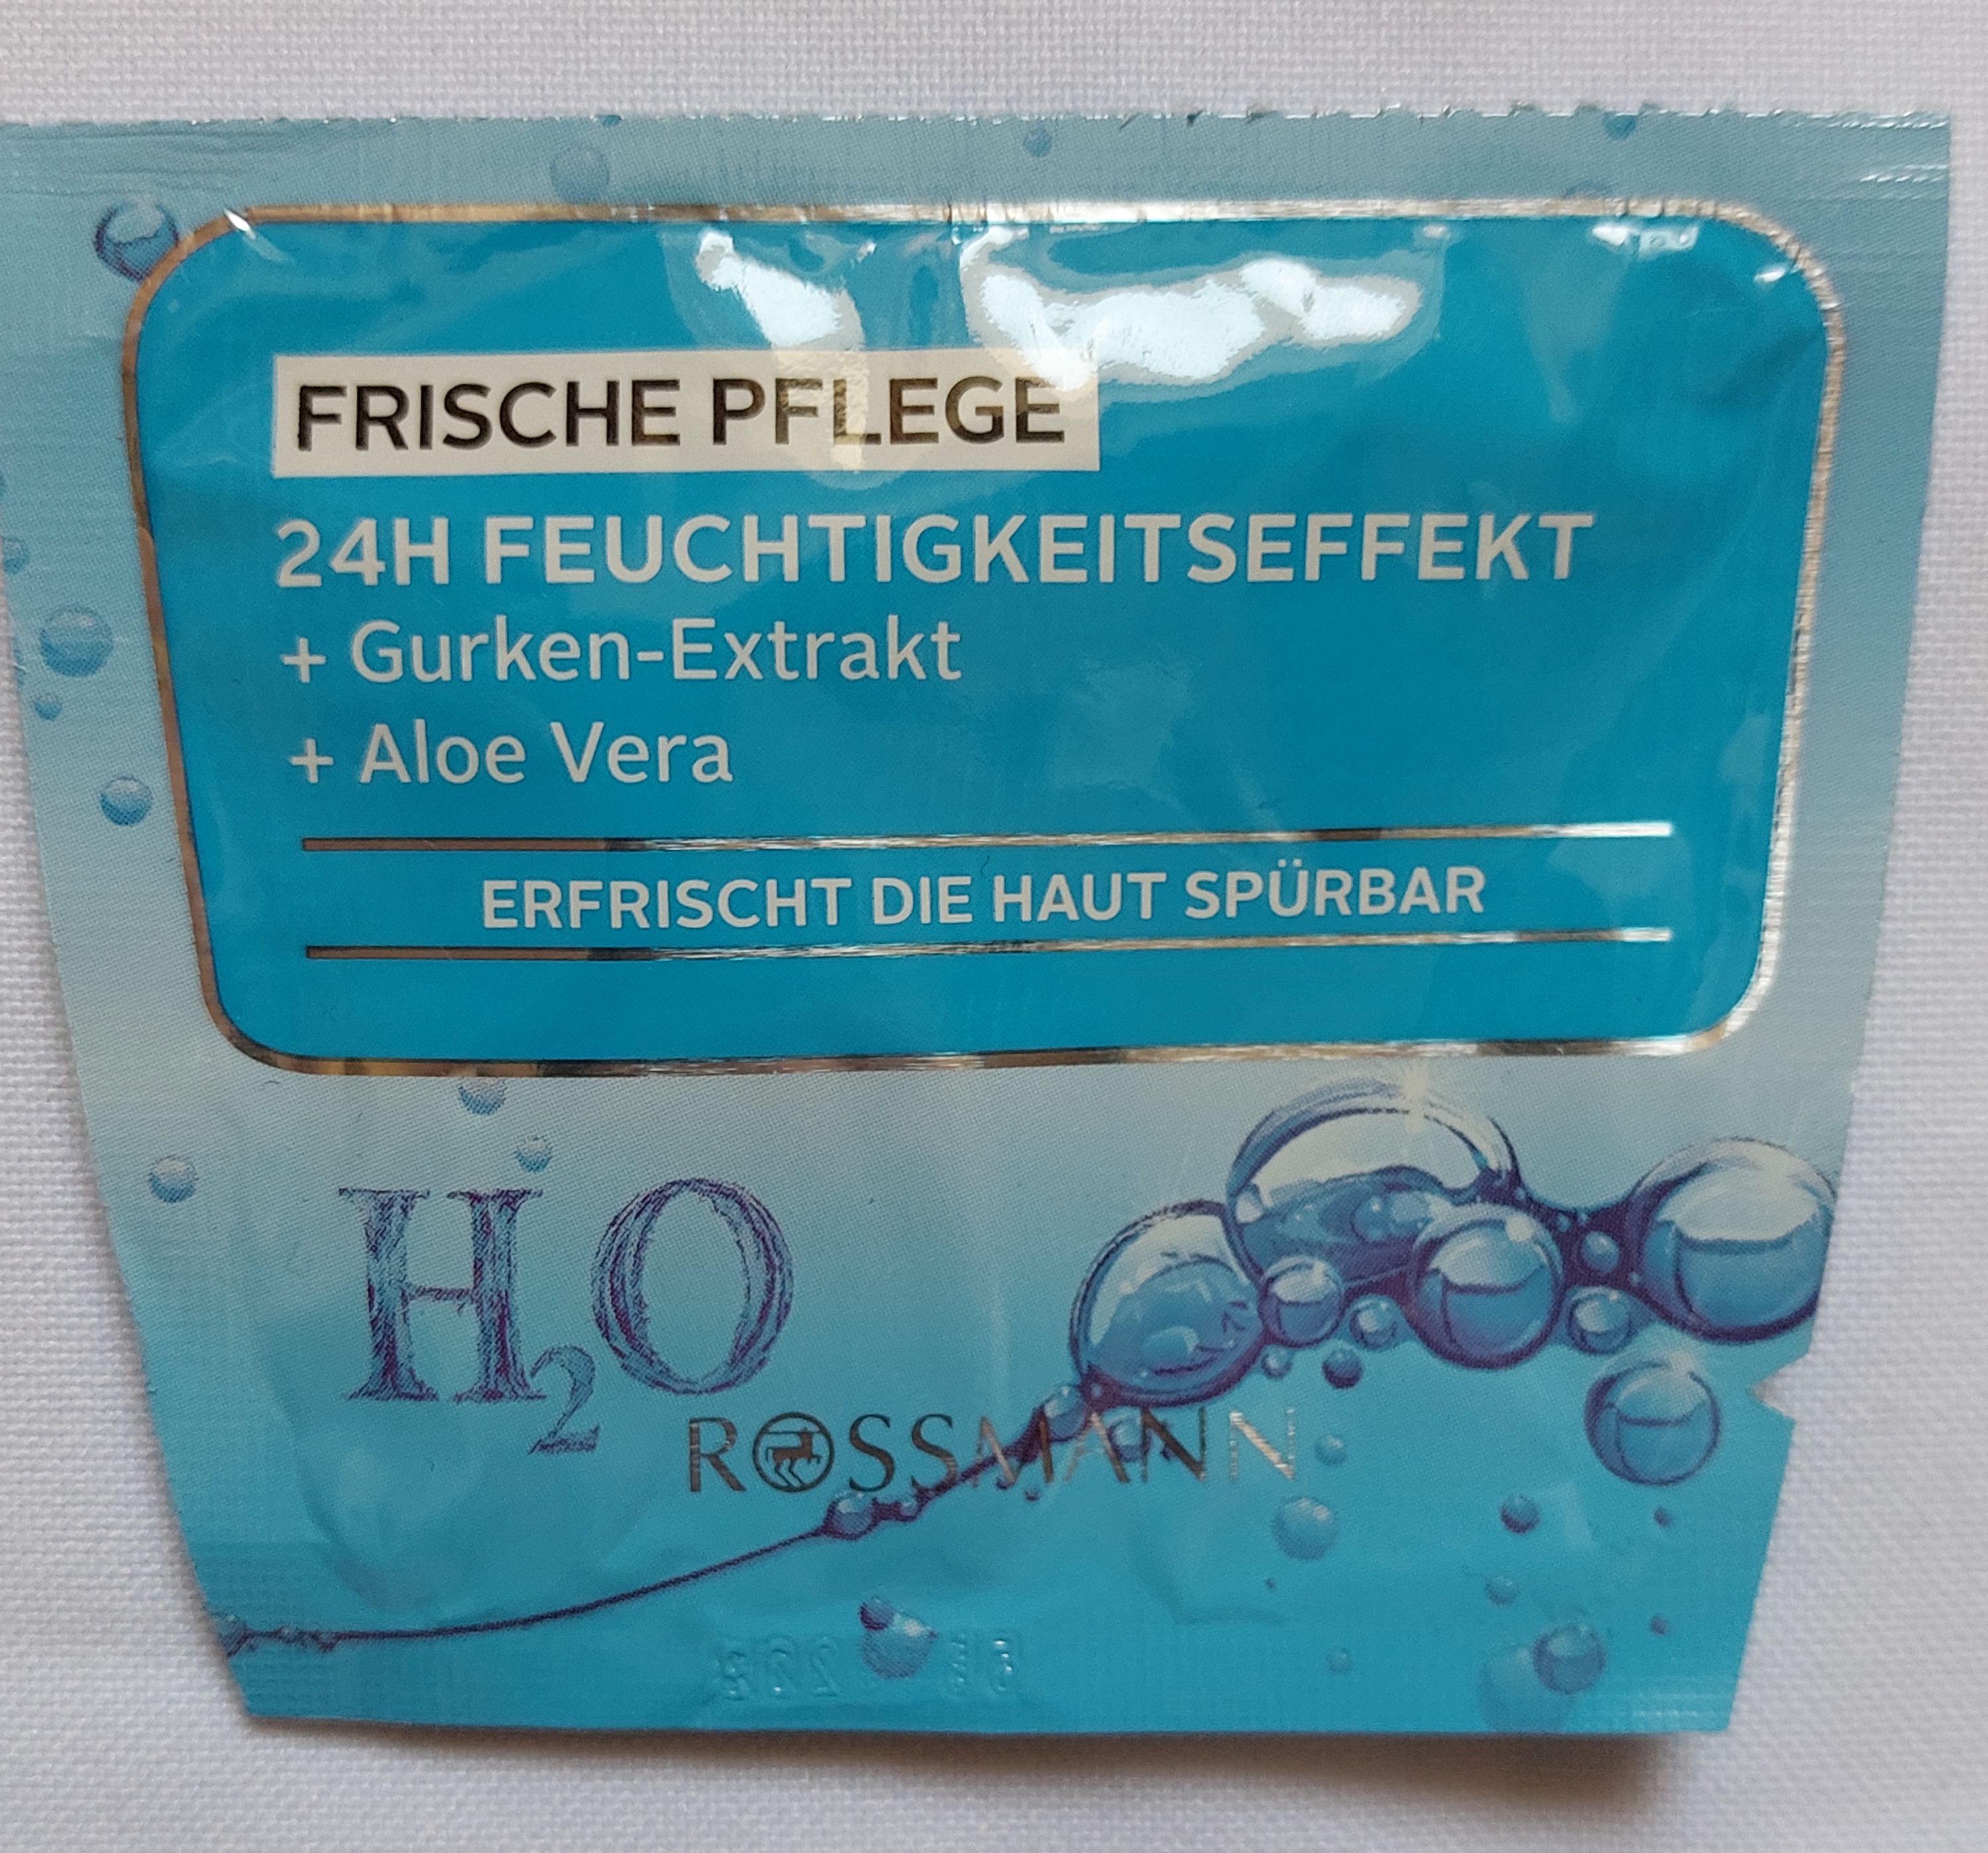 FRISCHE PFLEGE
24H FEUCHTIGKEITSEFFEKT
+ Gurken-Extrakt
+ Aloe Vera
ERFRISCHT DIE HAUT SPÜRBAR
H₂O
ROSSMANN